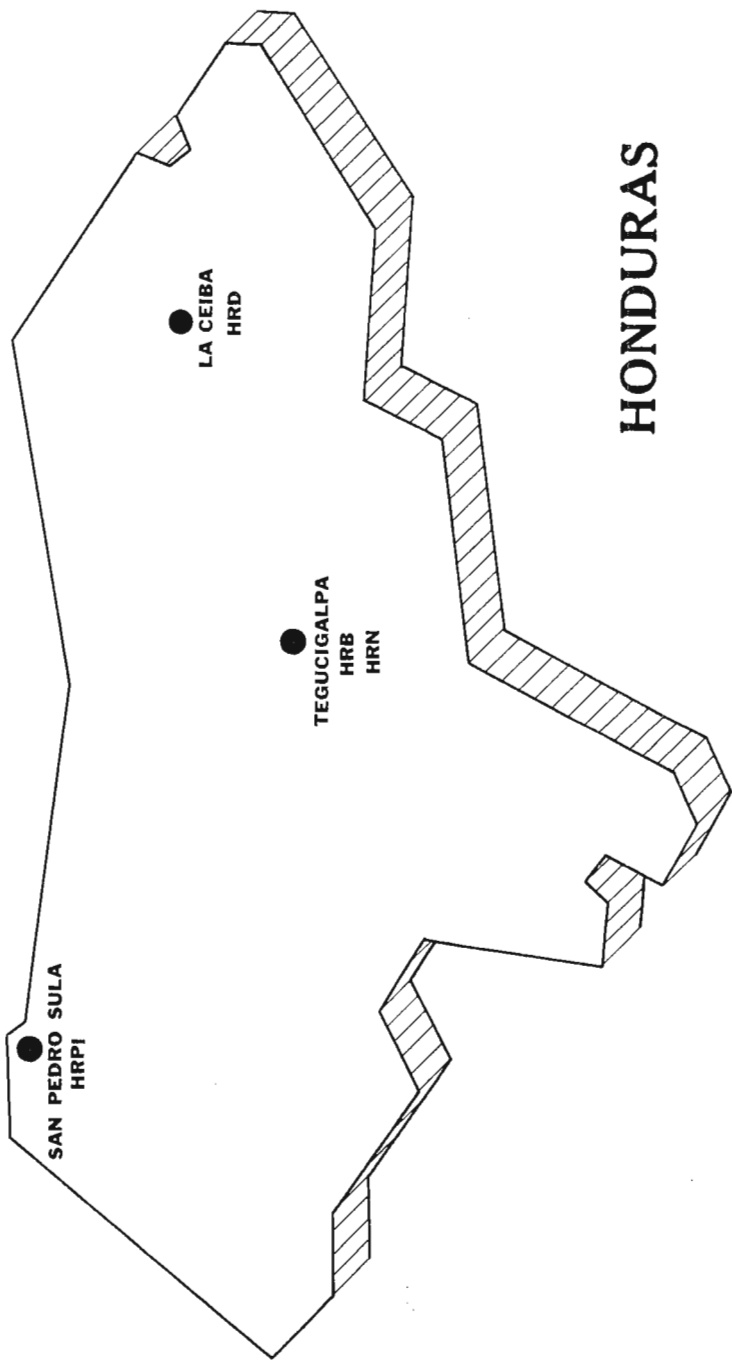 SAN PEDRO SULA
HRPI
TEGUCIGALPA
HRB
HRN
LA CEIBA
HRD
HONDURAS